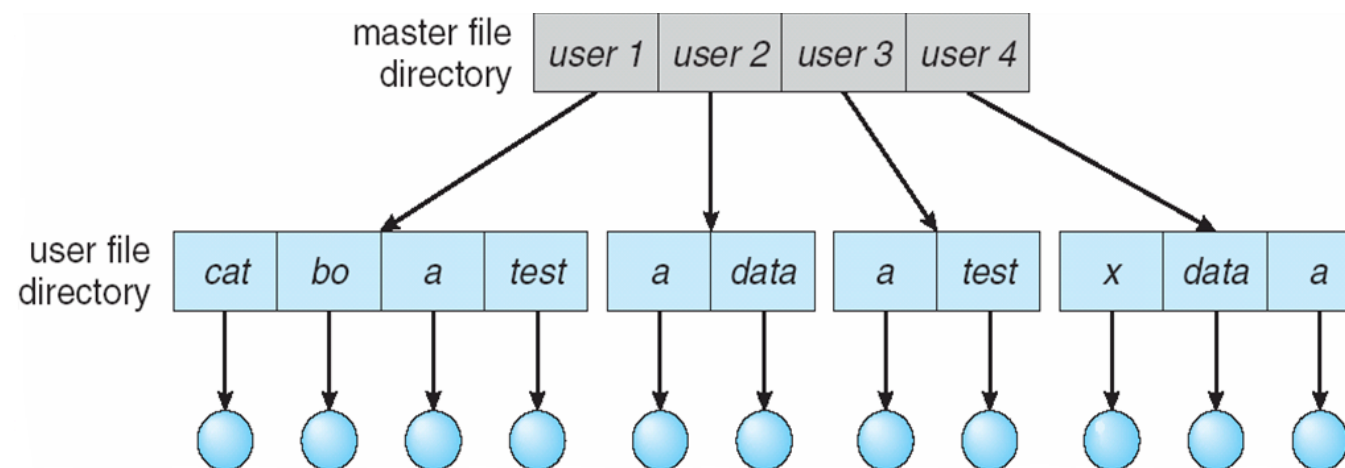 master file
directory
user 1 user 2 user 3 user 4
user file
directory
cat bo a test a data a test x data a